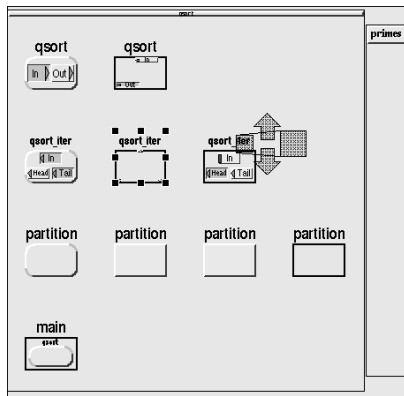 qsort
primes
qsort qsort
In Out In
Out
qsort_iter qsort_iter qsort_iter
In In
Head Tail Head Tail
partition partition partition partition
main
qsort